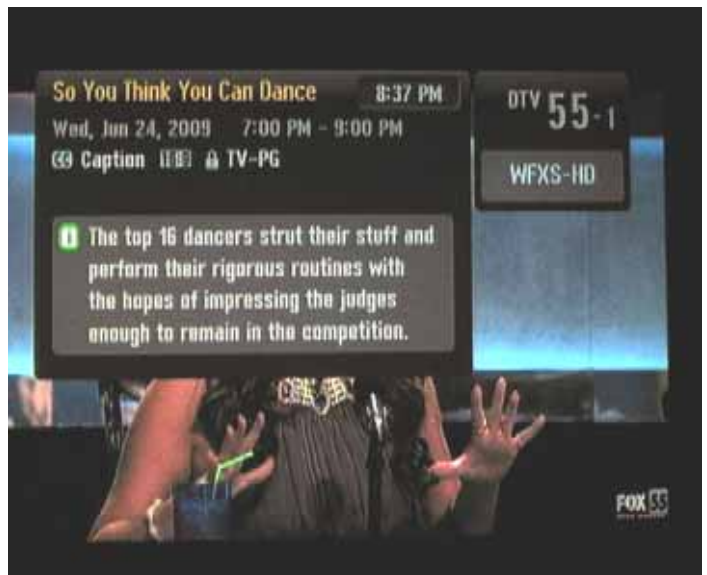 So You Think You Can Dance 8:37 PM
Wed, Jun 24, 2009 7:00 PM - 9:00 PM
CC Caption TV-PG
i The top 16 dancers strut their stuff and
perform their rigorous routines with
the hopes of impressing the judges
enough to remain in the competition.
DTV 55-1
WFXS-HD
FOX 55